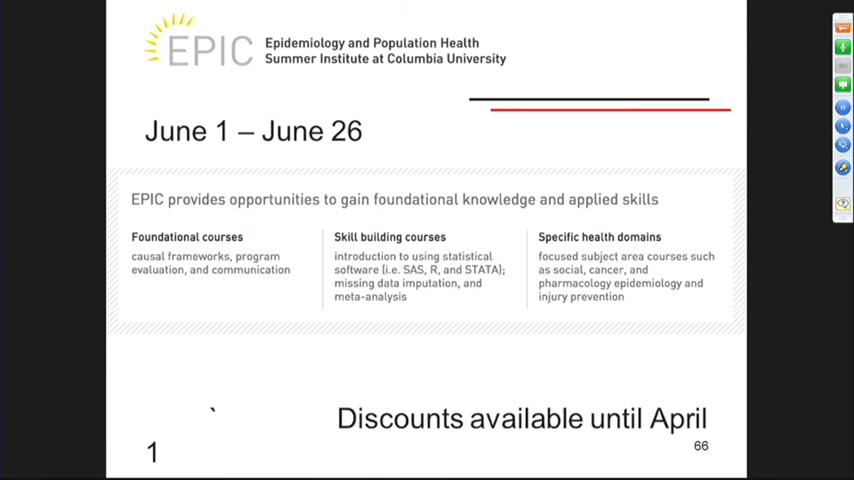 EPIC
Epidemiology and Population Health
Summer Institute at Columbia University
June 1 – June 26
EPIC provides opportunities to gain foundational knowledge and applied skills
Foundational courses
causal frameworks, program
evaluation, and communication
Skill building courses
introduction to using statistical
software (i.e. SAS, R, and STATA);
missing data imputation, and
meta-analysis
Specific health domains
focused subject area courses such
as social, cancer, and
pharmacology epidemiology and
injury prevention
` Discounts available until April
1
66